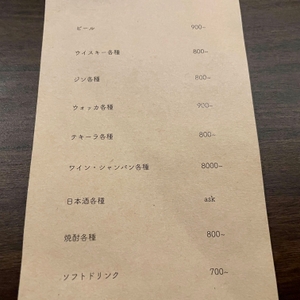 ビール 900~
ウイスキー各種 800~
ジン各種 800~
ウォッカ各種 900~
テキーラ各種 800~
ワイン・シャンパン各種 8000~
日本酒各種 ask
焼酎各種 800~
ソフトドリンク 700~